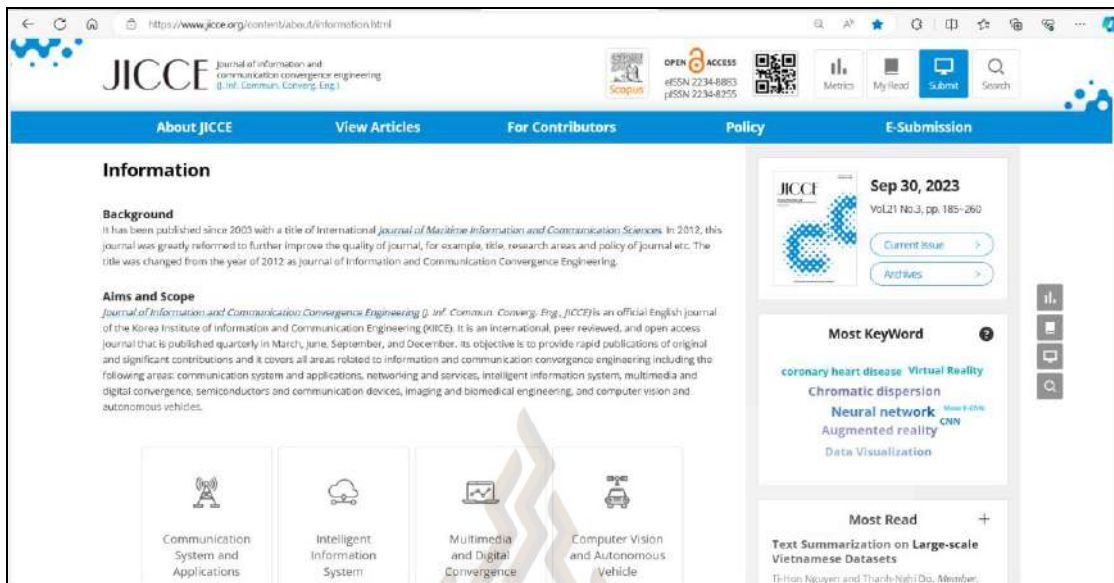 https://www.jicce.org/content/about/information.html
JICCE
Journal of information and
communication convergence engineering
(J. Inf. Commun. Converg. Eng.)
Scopus
OPEN ACCESS
eISSN 2234-8883
pISSN 2234-8255
Metrics
My Read
Submit
Search
About JICCE
View Articles
For Contributors
Policy
E-Submission
Information
Background
It has been published since 2003 with a title of International Journal of Maritime Information and Communication Sciences. In 2012, this
journal was greatly reformed to further improve the quality of journal, for example, title, research areas and policy of journal etc. The
title was changed from the year of 2012 as Journal of Information and Communication Convergence Engineering.
Aims and Scope
Journal of Information and Communication Convergence Engineering (J. Inf. Commun. Converg. Eng., JICCE) is an official English journal
of the Korea Institute of Information and Communication Engineering (KIICE). It is an international, peer reviewed, and open access
journal that is published quarterly in March, June, September, and December. Its objective is to provide rapid publications of original
and significant contributions and it covers all areas related to information and communication convergence engineering including the
following areas: communication system and applications, networking and services, intelligent information system, multimedia and
digital convergence, semiconductors and communication devices, imaging and biomedical engineering, and computer vision and
autonomous vehicles.
Communication
System and
Applications
Intelligent
Information
System
Multimedia
and Digital
Convergence
Computer Vision
and Autonomous
Vehicle
JICCE
Sep 30, 2023
Vol.21 No.3, pp. 185~260
Current Issue >
Archives >
Most KeyWord
coronary heart disease Virtual Reality
Chromatic dispersion
Neural network
CNN
Augmented reality
Data Visualization
Most Read +
Text Summarization on Large-scale
Vietnamese Datasets
Ti-Hon Nguyen and Thanh-Nghi Do, Member,